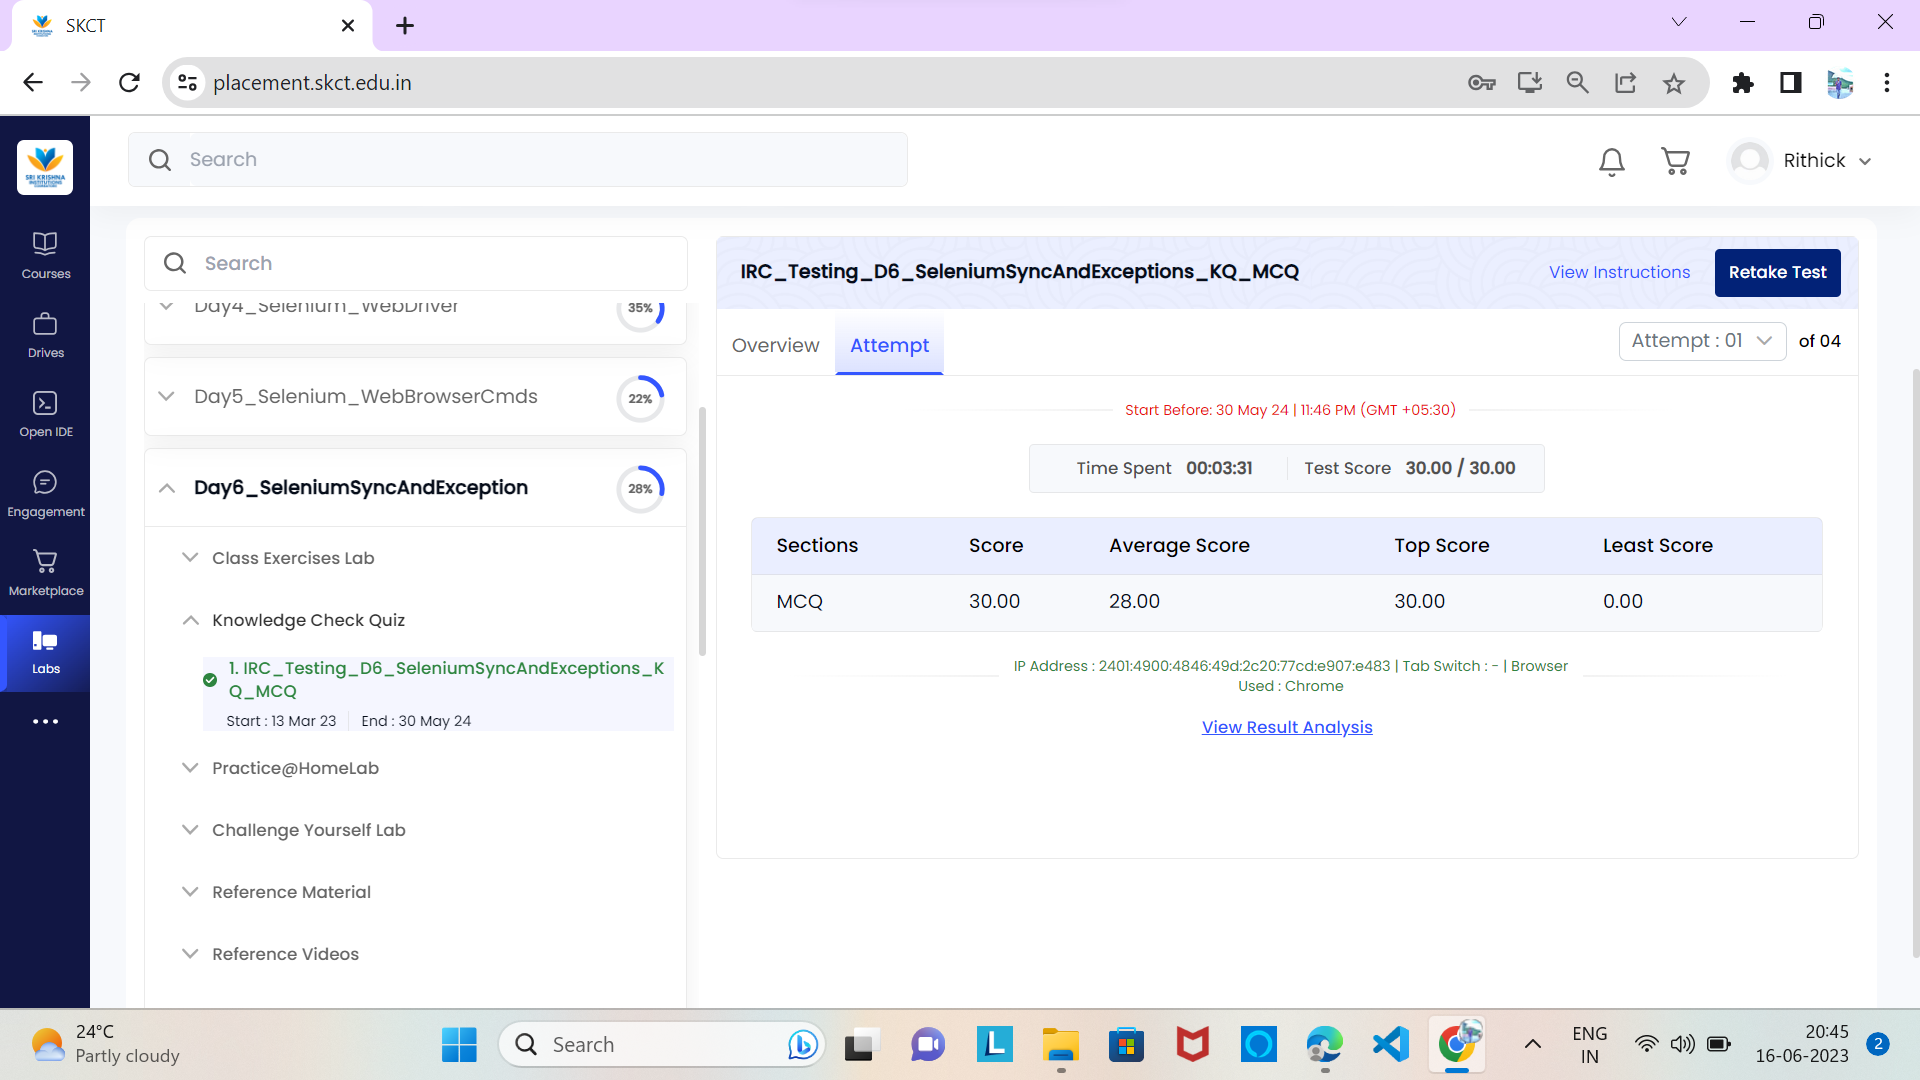 SKCT
placement.skct.edu.in
SRI KRISHNA
INSTITUTIONS
Search
Rithick
Courses
Drives
Open IDE
Engagement
Marketplace
Labs
Search
Day4_Selenium_WebDriver
35%
Day5_Selenium_WebBrowserCmds
22%
Day6_SeleniumSyncAndException
28%
Class Exercises Lab
Knowledge Check Quiz
1. IRC_Testing_D6_SeleniumSyncAndExceptions_K
Q_MCQ
Start : 13 Mar 23 End : 30 May 24
Practice@HomeLab
Challenge Yourself Lab
Reference Material
Reference Videos
IRC_Testing_D6_SeleniumSyncAndExceptions_KQ_MCQ
View Instructions
Retake Test
Overview
Attempt
Attempt : 01 of 04
Start Before: 30 May 24 | 11:46 PM (GMT +05:30)
Time Spent 00:03:31 Test Score 30.00 / 30.00
Sections Score Average Score Top Score Least Score
MCQ 30.00 28.00 30.00 0.00
IP Address : 2401:4900:4846:49d:2c20:77cd:e907:e483 | Tab Switch : - | Browser
Used : Chrome
View Result Analysis
24°C
Partly cloudy
Search
L
ENG
IN
20:45
16-06-2023
2